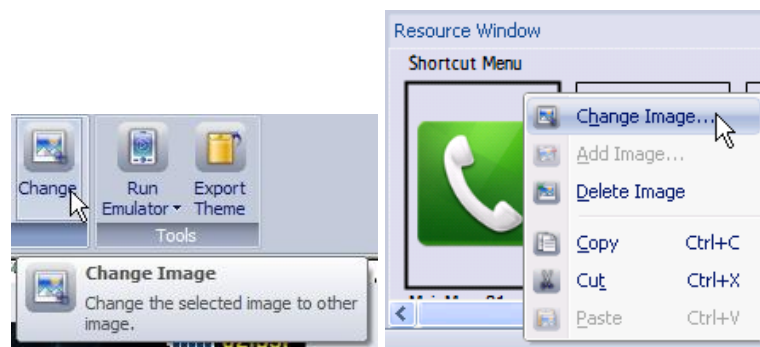 Change
Run
Emulator
Export
Theme
Tools
Change Image
Change the selected image to other
image.
Resource Window
Shortcut Menu
Change Image...
Add Image...
Delete Image
Copy Ctrl+C
Cut Ctrl+X
Paste Ctrl+V